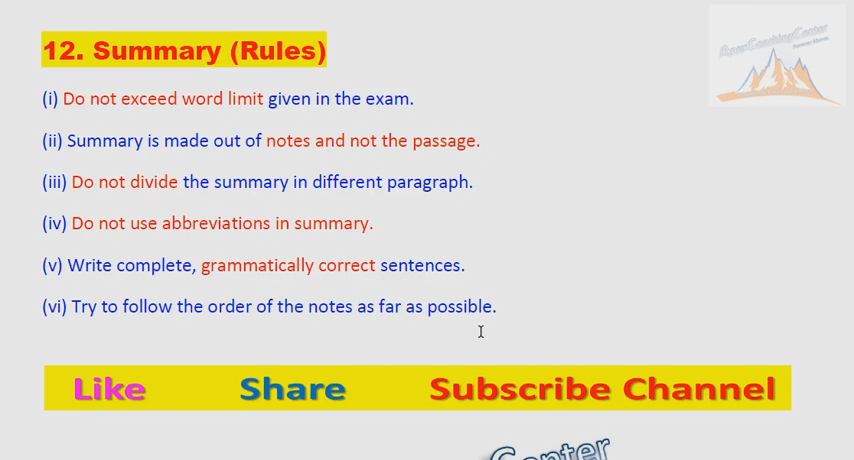 ApexCoachingCenter
12. Summary (Rules)
(i) Do not exceed word limit given in the exam.
(ii) Summary is made out of notes and not the passage.
(iii) Do not divide the summary in different paragraph.
(iv) Do not use abbreviations in summary.
(v) Write complete, grammatically correct sentences.
(vi) Try to follow the order of the notes as far as possible.
Like Share Subscribe Channel
Center